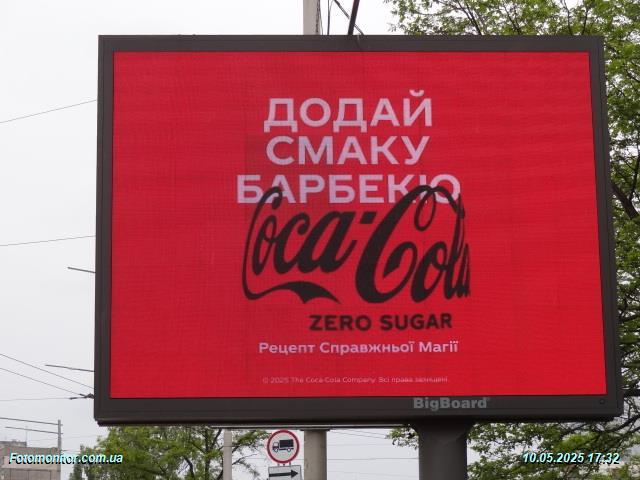 ДОДАЙ
СМАКУ
БАРБЕКЮ
Coca-Cola
ZERO SUGAR
Рецепт Справжньої Магії
© 2025 The Coca-Cola Company. Всі права захищені.
BigBoard
Fotomonitor.com.ua
10.05.2025 17:32